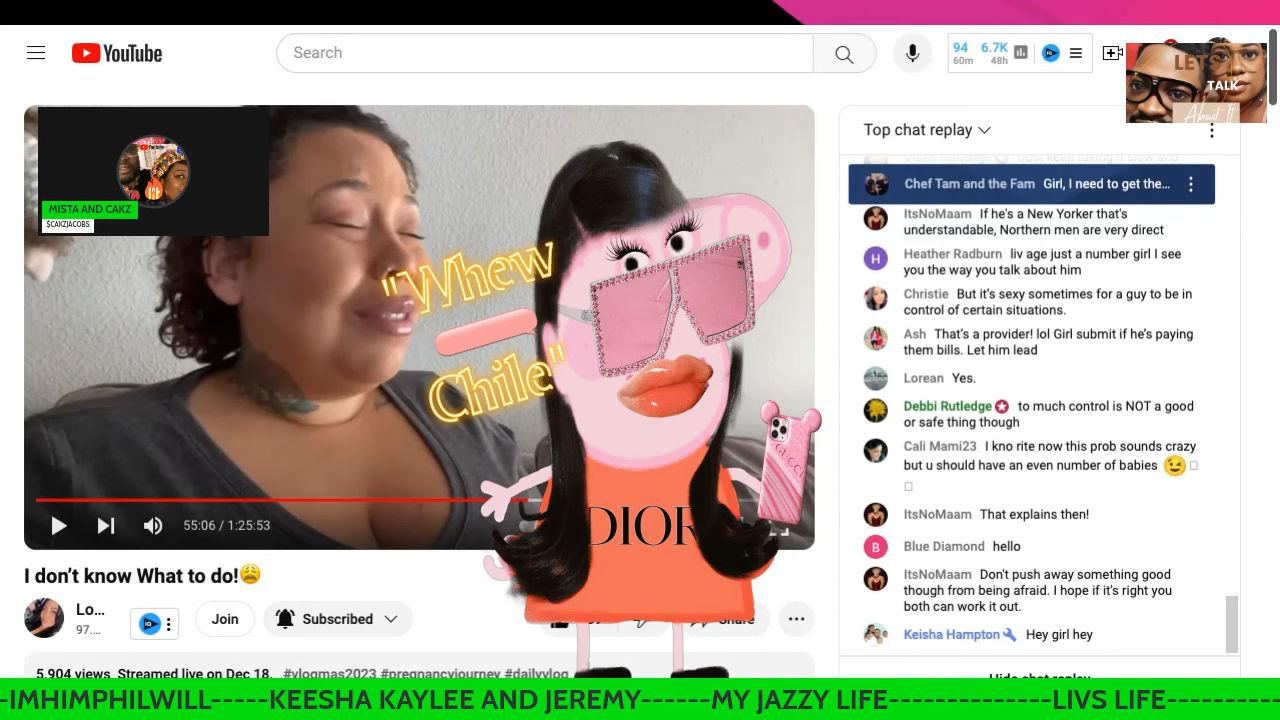 YouTube
Search
94 6.7K
60m 48h
LETS
TALK
About It
MISTA AND CAKZ
$CAKZJACOBS
"Whew
Chile"
DIOR
GUCCI
55:06 / 1:25:53
Top chat replay
Chef Tam and the Fam Girl, I need to get the...
ItsNoMaam If he's a New Yorker that's
understandable, Northern men are very direct
Heather Radburn liv age just a number girl I see
you the way you talk about him
Christie But it's sexy sometimes for a guy to be in
control of certain situations.
Ash That's a provider! lol Girl submit if he's paying
them bills. Let him lead
Lorean Yes.
Debbi Rutledge to much control is NOT a good
or safe thing though
Cali Mami23 I kno rite now this prob sounds crazy
but u should have an even number of babies 😉
ItsNoMaam That explains then!
B Blue Diamond hello
ItsNoMaam Don't push away something good
though from being afraid. I hope if it's right you
both can work it out.
Keisha Hampton Hey girl hey
Hide chat replay
I don't know What to do!😩
Lo...
97....
Join
Subscribed
Share
5,904 views Streamed live on Dec 18, #vlogmas2023 #pregnancyjourney #dailyvlog
-IMHIMPHILWILL-----KEESHA KAYLEE AND JEREMY------MY JAZZY LIFE--------------LIVS LIFE----------